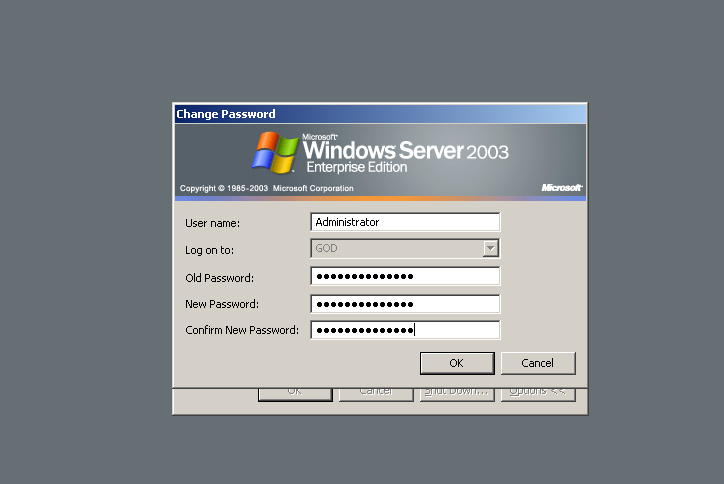 Change Password
Microsoft
Windows Server 2003
Enterprise Edition
Copyright © 1985-2003 Microsoft Corporation
Microsoft
User name: Administrator
Log on to: GOD
Old Password: ●●●●●●●●●●●●●●
New Password: ●●●●●●●●●●●●●●
Confirm New Password: ●●●●●●●●●●●●●●
OK Cancel
OK Cancel Shut Down... Options <<